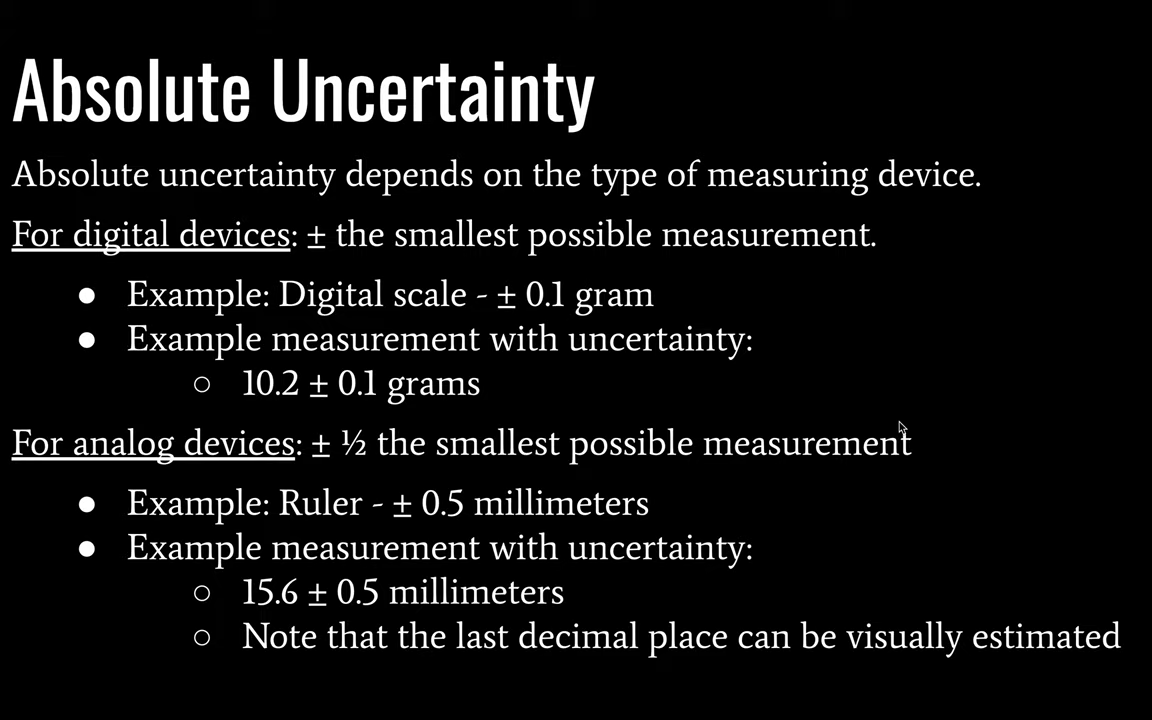 Absolute Uncertainty
Absolute uncertainty depends on the type of measuring device.
For digital devices: ± the smallest possible measurement.
● Example: Digital scale - ± 0.1 gram
● Example measurement with uncertainty:
○ 10.2 ± 0.1 grams
For analog devices: ± ½ the smallest possible measurement
● Example: Ruler - ± 0.5 millimeters
● Example measurement with uncertainty:
○ 15.6 ± 0.5 millimeters
○ Note that the last decimal place can be visually estimated